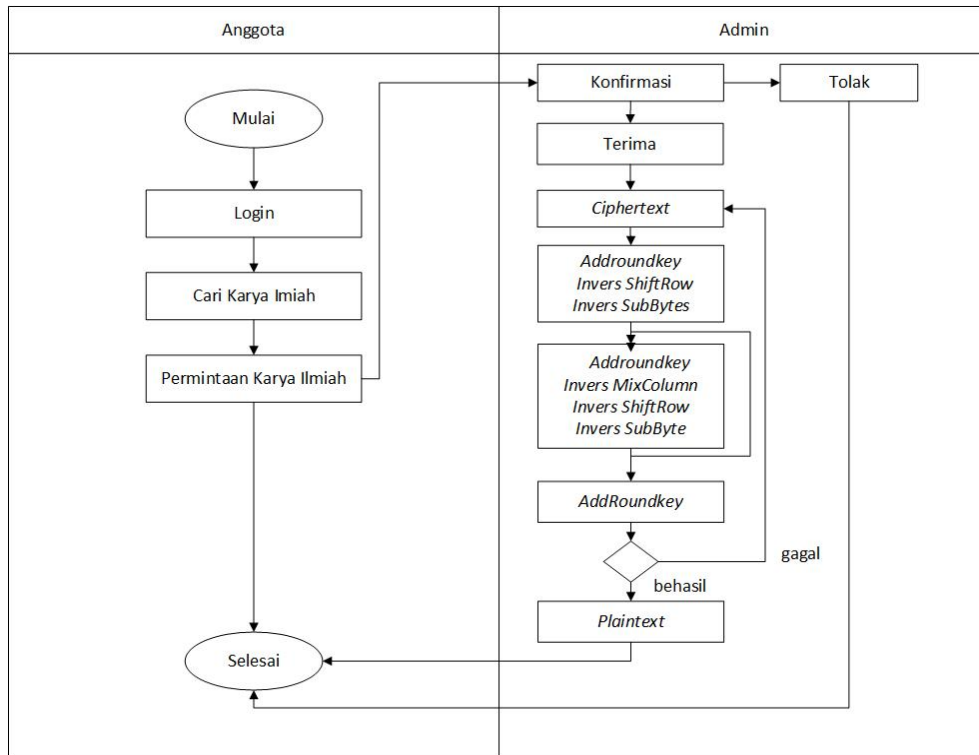 Anggota
Admin
Mulai
Login
Cari Karya Imiah
Permintaan Karya Ilmiah
Selesai
Konfirmasi
Tolak
Terima
Ciphertext
Addroundkey
Invers ShiftRow
Invers SubBytes
Addroundkey
Invers MixColumn
Invers ShiftRow
Invers SubByte
AddRoundkey
gagal
behasil
Plaintext